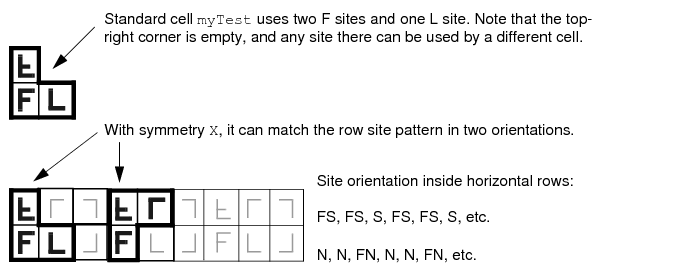 Standard cell myTest uses two F sites and one L site. Note that the top-
right corner is empty, and any site there can be used by a different cell.
F
F L
With symmetry X, it can match the row site pattern in two orientations.
Site orientation inside horizontal rows:
FS, FS, S, FS, FS, S, etc.
N, N, FN, N, N, FN, etc.
F L L F L L F L L
F L L F L L F L L